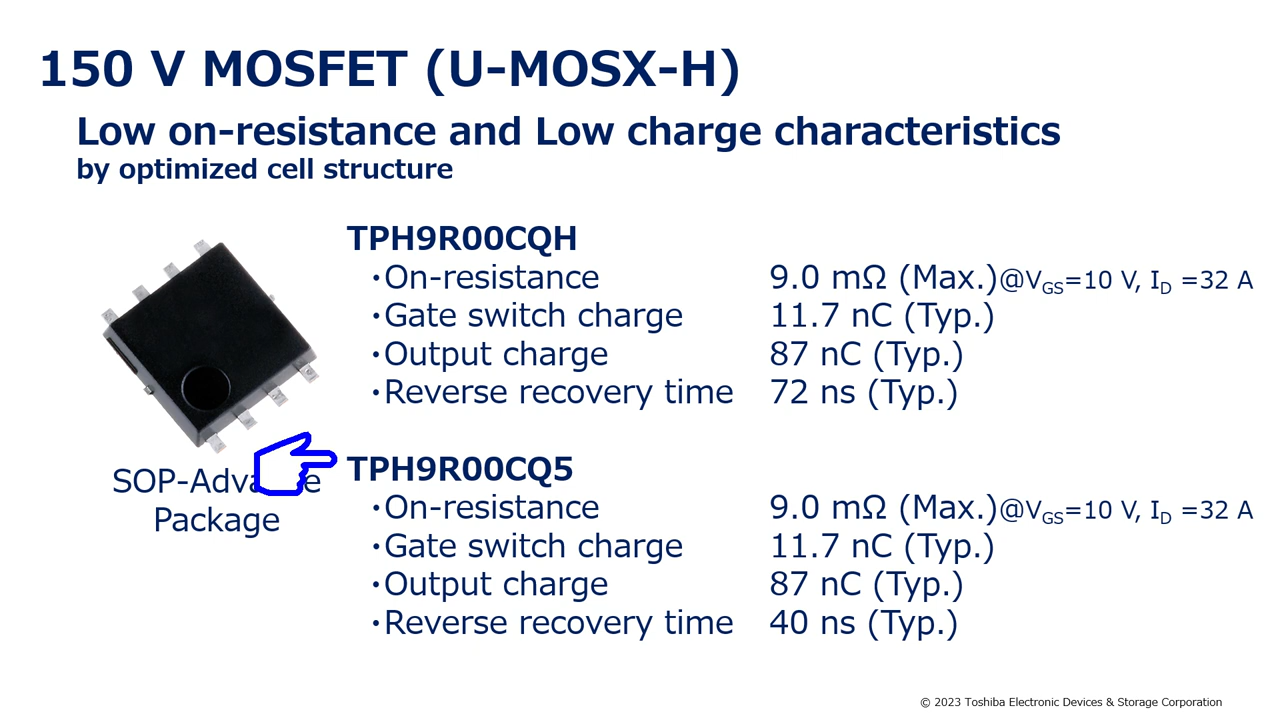 150 V MOSFET (U-MOSX-H)
Low on-resistance and Low charge characteristics
by optimized cell structure
TPH9R00CQH
・On-resistance 9.0 mΩ (Max.)@VGS=10 V, ID =32 A
・Gate switch charge 11.7 nC (Typ.)
・Output charge 87 nC (Typ.)
・Reverse recovery time 72 ns (Typ.)
SOP-Adva
Package
TPH9R00CQ5
・On-resistance 9.0 mΩ (Max.)@VGS=10 V, ID =32 A
・Gate switch charge 11.7 nC (Typ.)
・Output charge 87 nC (Typ.)
・Reverse recovery time 40 ns (Typ.)
© 2023 Toshiba Electronic Devices & Storage Corporation